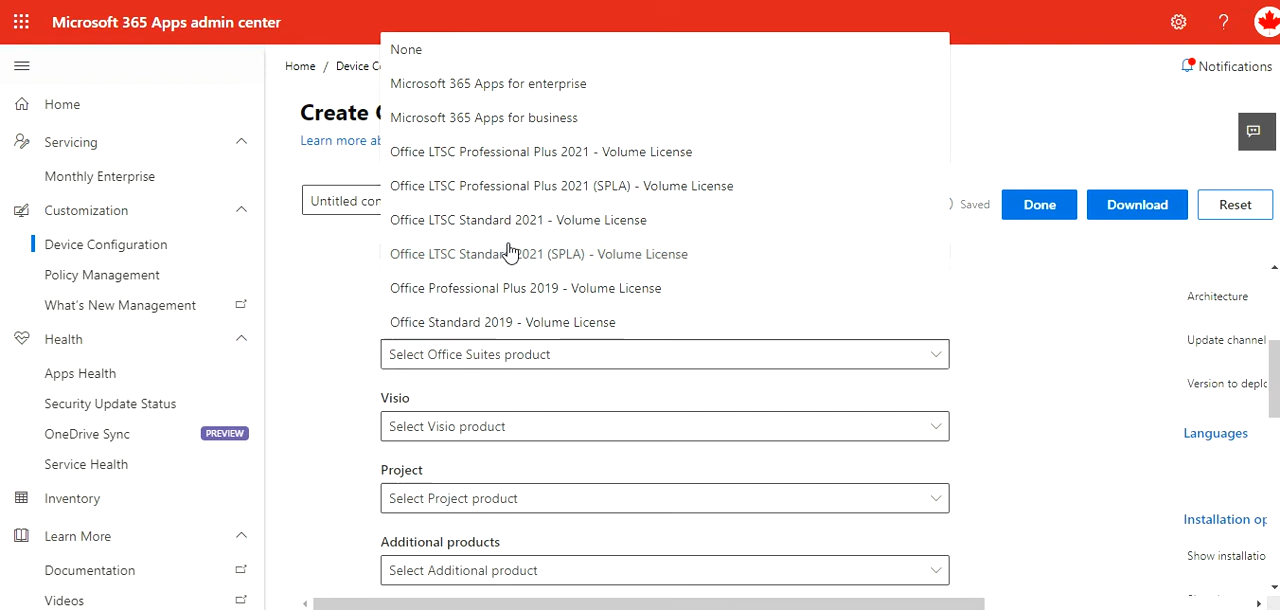 Microsoft 365 Apps admin center
Home / Device Co
Notifications
Create
Learn more ab
Untitled con
Saved
Done
Download
Reset
Home
Servicing
Monthly Enterprise
Customization
Device Configuration
Policy Management
What's New Management
Health
Apps Health
Security Update Status
OneDrive Sync
PREVIEW
Service Health
Inventory
Learn More
Documentation
Videos
None
Microsoft 365 Apps for enterprise
Microsoft 365 Apps for business
Office LTSC Professional Plus 2021 - Volume License
Office LTSC Professional Plus 2021 (SPLA) - Volume License
Office LTSC Standard 2021 - Volume License
Office LTSC Standard 2021 (SPLA) - Volume License
Office Professional Plus 2019 - Volume License
Office Standard 2019 - Volume License
Select Office Suites product
Visio
Select Visio product
Project
Select Project product
Additional products
Select Additional product
Architecture
Update channel
Version to deplo
Languages
Installation op
Show installatio